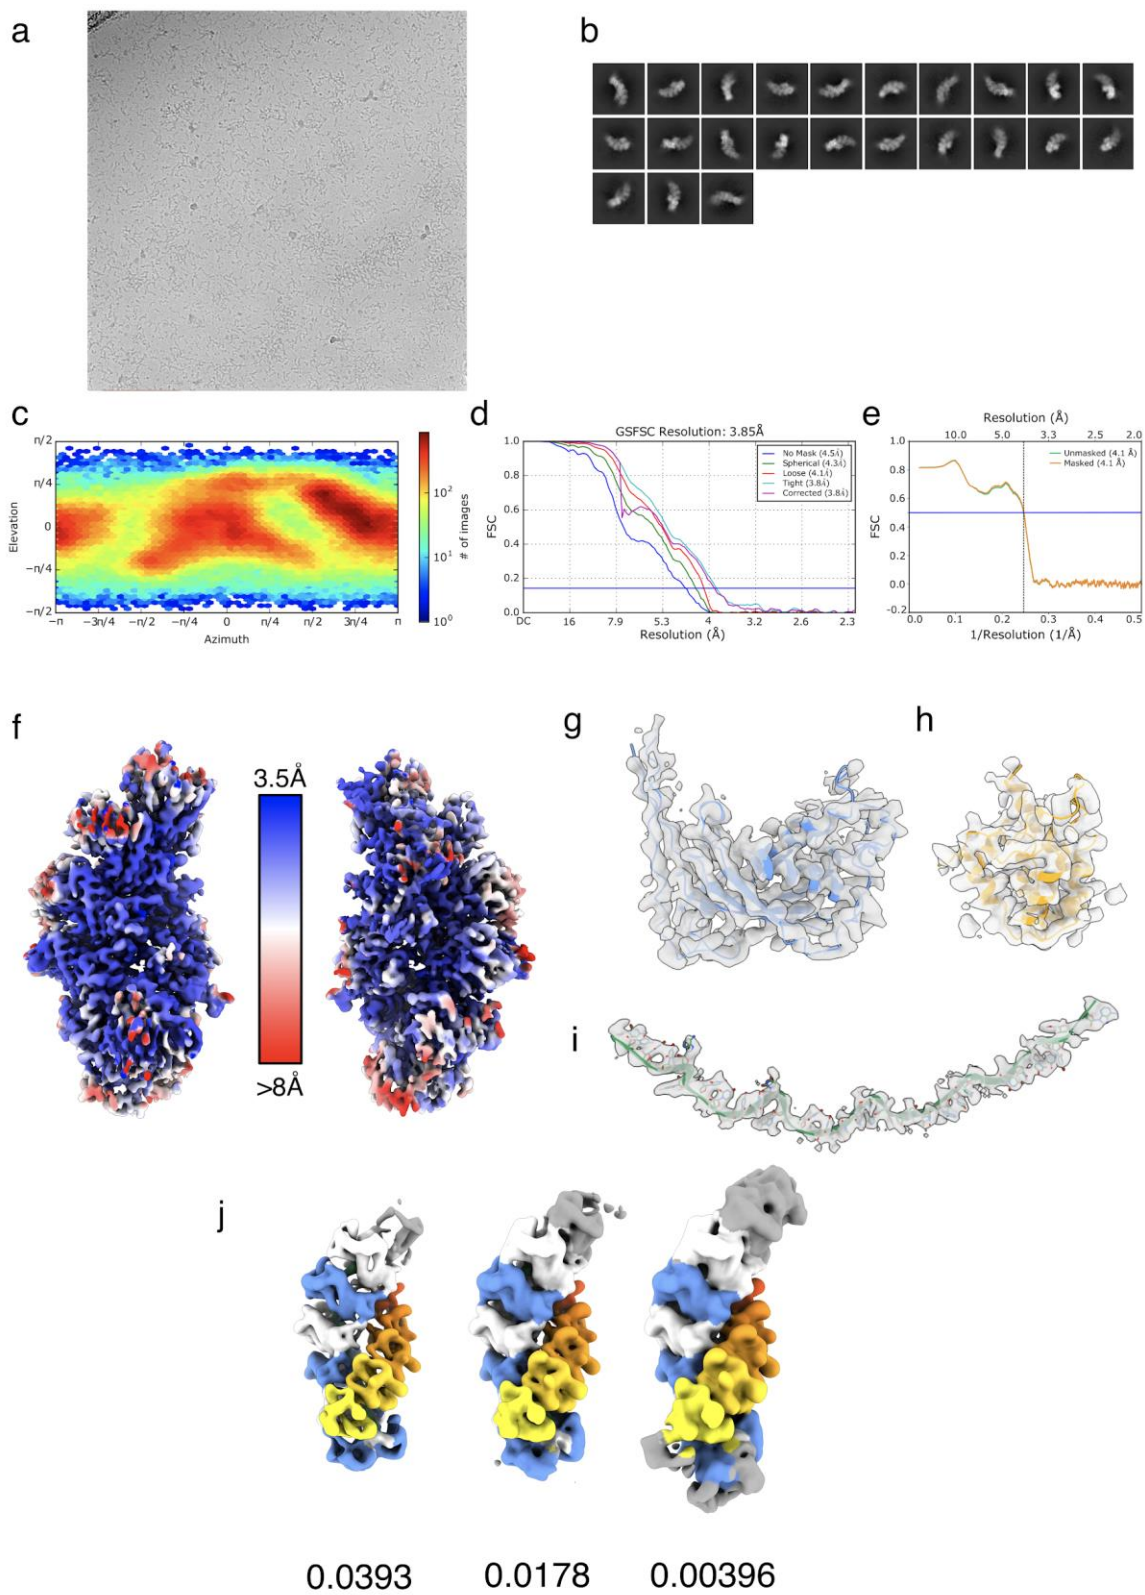 a
b
c
π/2
π/4
0
−π/4
−π/2
Elevation
−π
−3π/4
−π/2
−π/4
0
π/4
π/2
3π/4
π
Azimuth
10²
10¹
10⁰
# of images
d
GSFSC Resolution: 3.85Å
1.0
0.8
0.6
0.4
0.2
0.0
FSC
No Mask (4.5Å)
Spherical (4.3Å)
Loose (4.1Å)
Tight (3.8Å)
Corrected (3.8Å)
DC
16
7.9
5.3
4
3.2
2.6
2.3
Resolution (Å)
e
Resolution (Å)
10.0
5.0
3.3
2.5
2.0
Unmasked (4.1 Å)
Masked (4.1 Å)
1.0
0.8
0.6
0.4
0.2
0.0
-0.2
FSC
0.0
0.1
0.2
0.3
0.4
0.5
1/Resolution (1/Å)
f
3.5Å
>8Å
g
h
i
j
0.0393
0.0178
0.00396